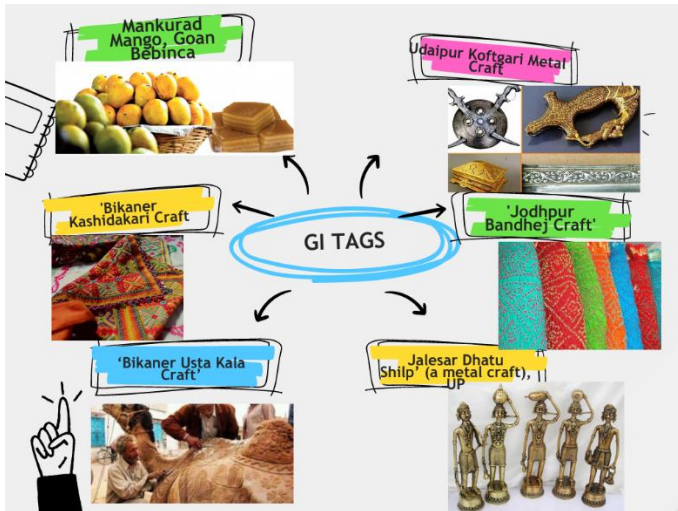 Mankurad
Mango, Goan
Bebinca
Udaipur Koftgari Metal
Craft
'Bikaner
Kashidakari Craft
GI TAGS
'Jodhpur
Bandhej Craft'
‘Bikaner Usta Kala
Craft’
Jalesar Dhatu
Shilp’ (a metal craft),
UP